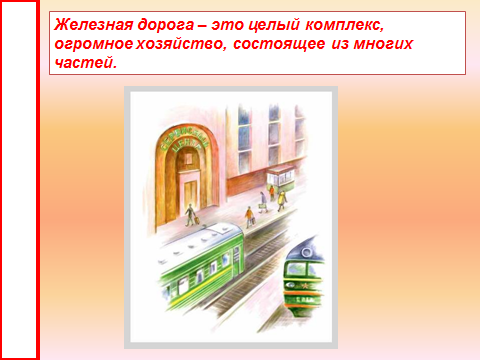 Железная дорога – это целый комплекс,
огромное хозяйство, состоящее из многих
частей.